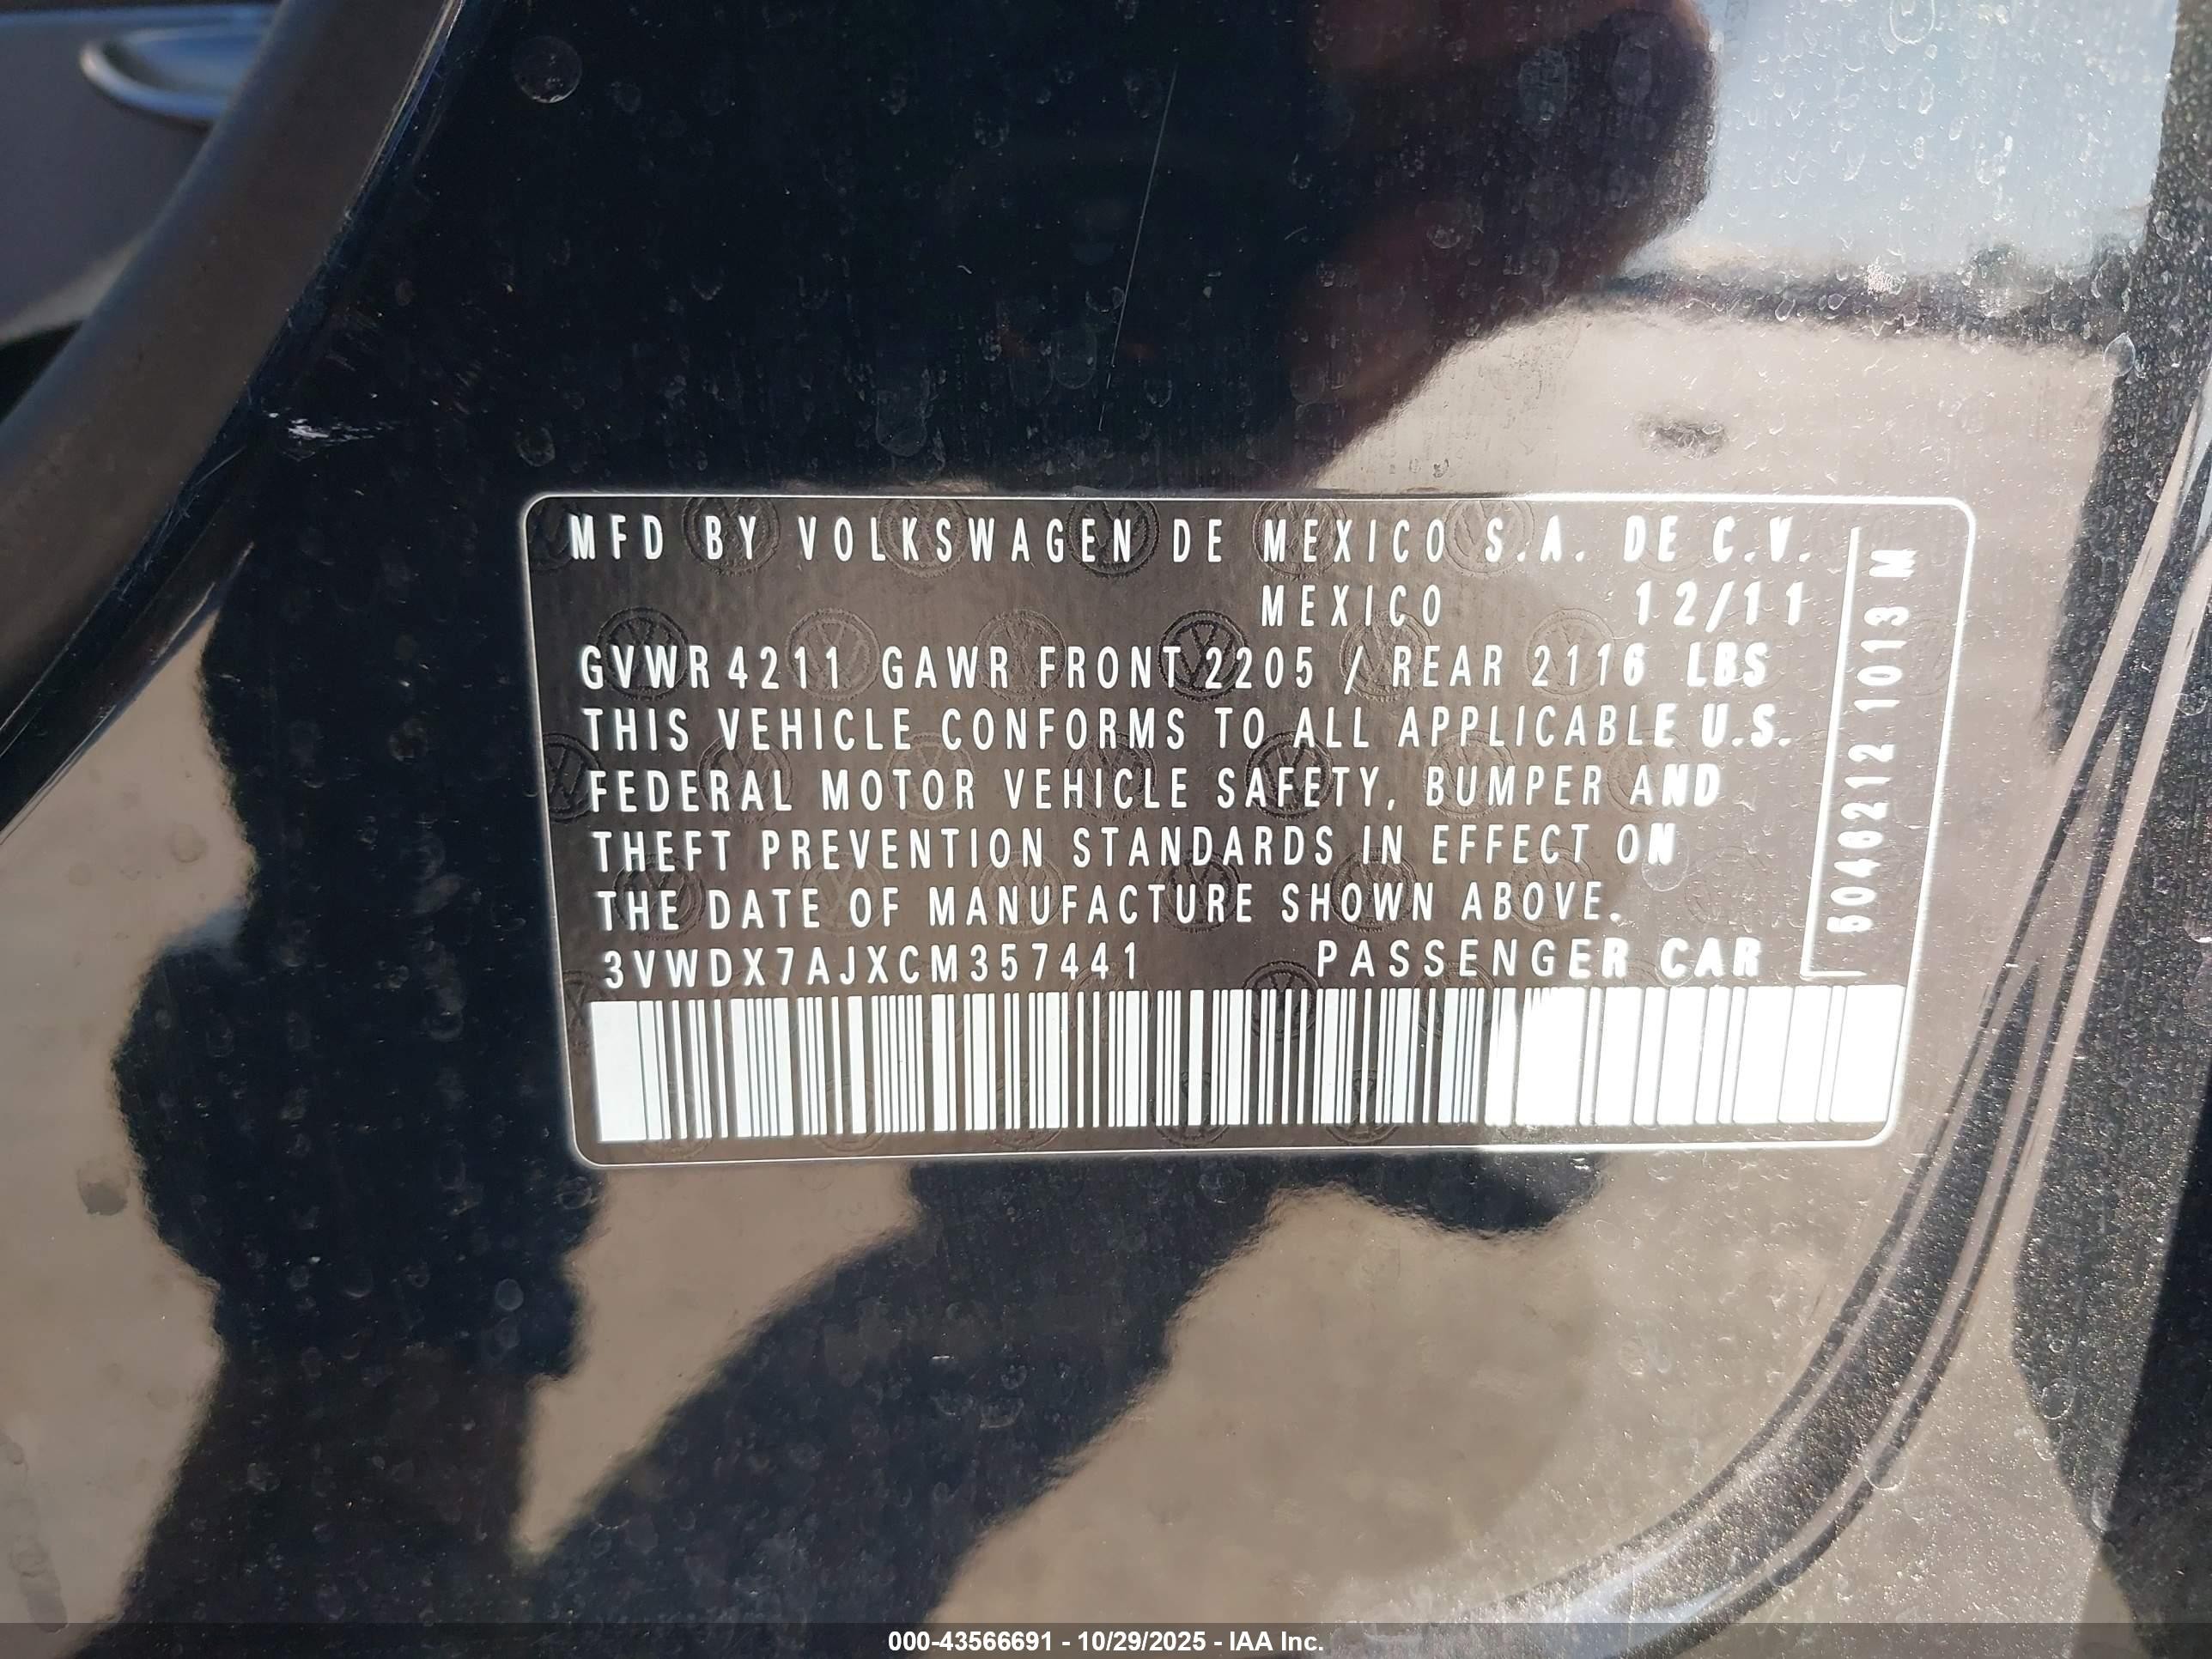 MFD BY VOLKSWAGEN DE MEXICO S.A. DE C.V.
MEXICO 12/11
GVWR 4211 GAWR FRONT 2205 / REAR 2116 LBS
THIS VEHICLE CONFORMS TO ALL APPLICABLE U.S.
FEDERAL MOTOR VEHICLE SAFETY, BUMPER AND
THEFT PREVENTION STANDARDS IN EFFECT ON
THE DATE OF MANUFACTURE SHOWN ABOVE.
3VWDX7AJXCM357441 PASSENGER CAR
1013 M
000-43566691 - 10/29/2025 - IAA Inc.